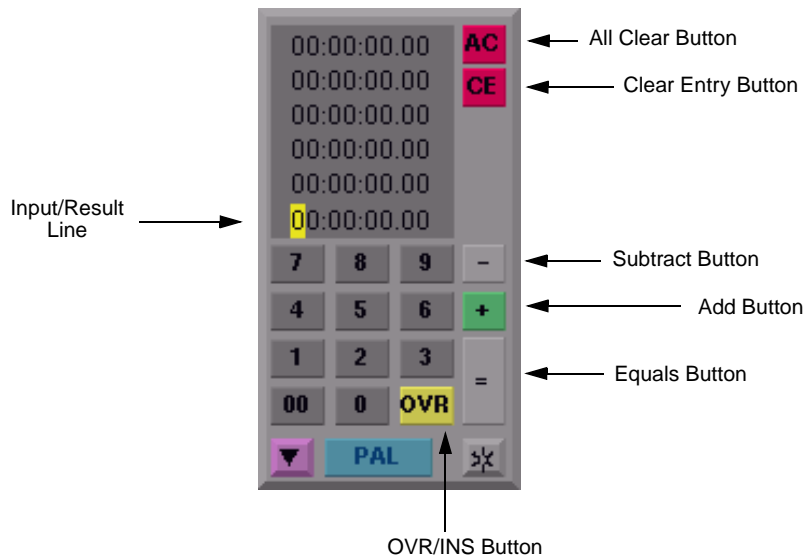 00:00:00.00 AC All Clear Button
00:00:00.00 CE Clear Entry Button
00:00:00.00
00:00:00.00
00:00:00.00
Input/Result
Line
00:00:00.00
7 8 9 - Subtract Button
4 5 6 + Add Button
1 2 3
= Equals Button
00 0 OVR
PAL
OVR/INS Button